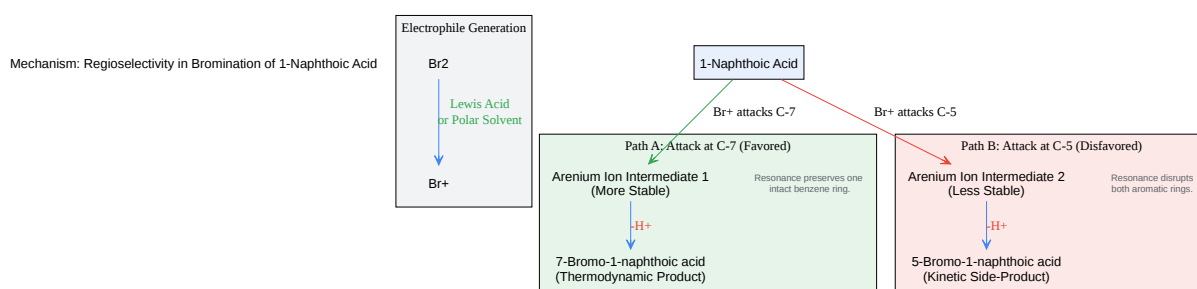 Mechanism: Regioselectivity in Bromination of 1-Naphthoic Acid
Electrophile Generation
Br2
Lewis Acid
or Polar Solvent
Br+
1-Naphthoic Acid
Br+ attacks C-7
Br+ attacks C-5
Path A: Attack at C-7 (Favored)
Arenium Ion Intermediate 1
(More Stable)
Resonance preserves one
intact benzene ring.
-H+
7-Bromo-1-naphthoic acid
(Thermodynamic Product)
Path B: Attack at C-5 (Disfavored)
Arenium Ion Intermediate 2
(Less Stable)
Resonance disrupts
both aromatic rings.
-H+
5-Bromo-1-naphthoic acid
(Kinetic Side-Product)